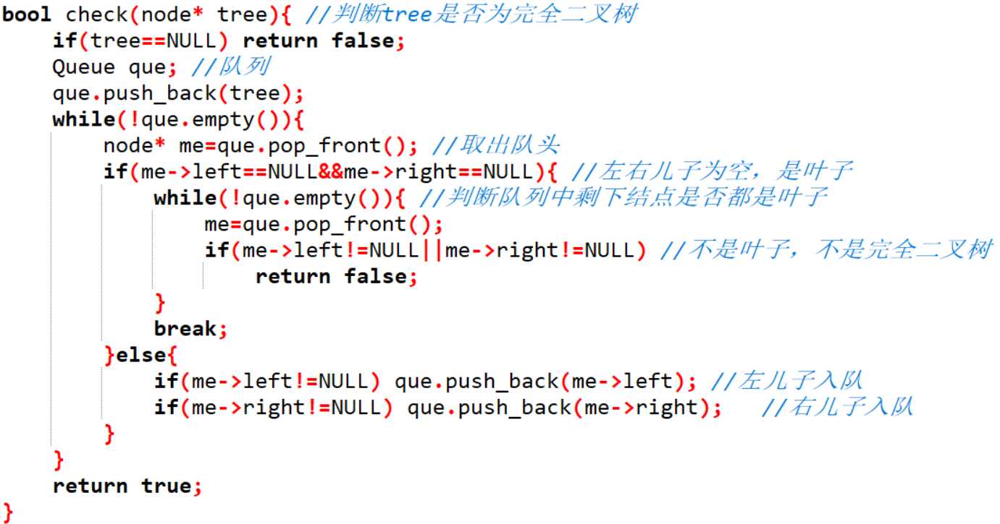 bool check(node* tree){ //判断tree是否为完全二叉树
if(tree==NULL) return false;
Queue que; //队列
que.push_back(tree);
while(!que.empty()){
node* me=que.pop_front(); //取出队头
if(me->left==NULL&&me->right==NULL){ //左右儿子为空，是叶子
while(!que.empty()){ //判断队列中剩下结点是否都是叶子
me=que.pop_front();
if(me->left!=NULL||me->right!=NULL) //不是叶子，不是完全二叉树
return false;
}
break;
}else{
if(me->left!=NULL) que.push_back(me->left); //左儿子入队
if(me->right!=NULL) que.push_back(me->right); //右儿子入队
}
}
return true;
}